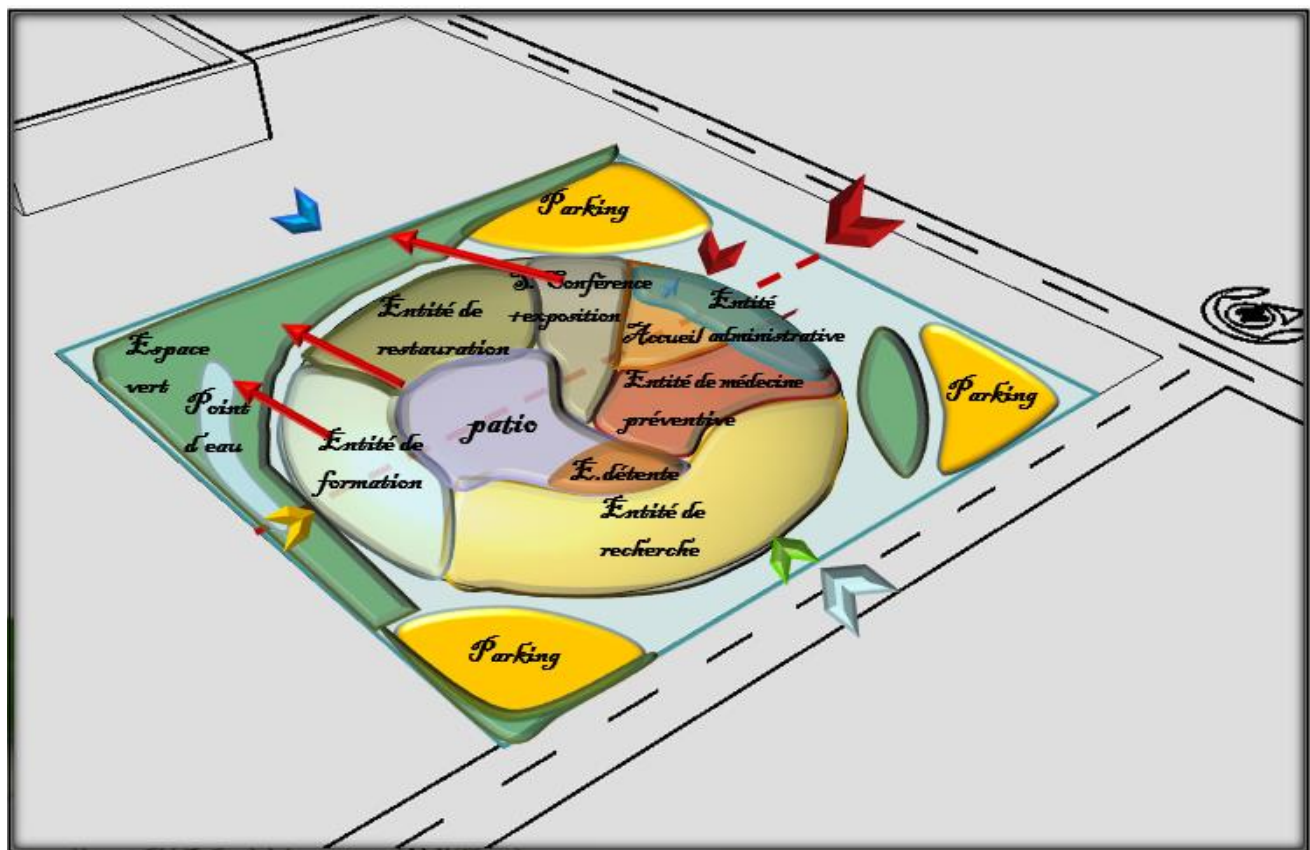 Parking
S. Conférence
+exposition
Entité
administrative
Entité de
restauration
Accueil
Espace
vert
Point
d'eau
Entité de médecine
préventive
Parking
patio
Entité de
formation
E.détente
Entité de
recherche
Parking